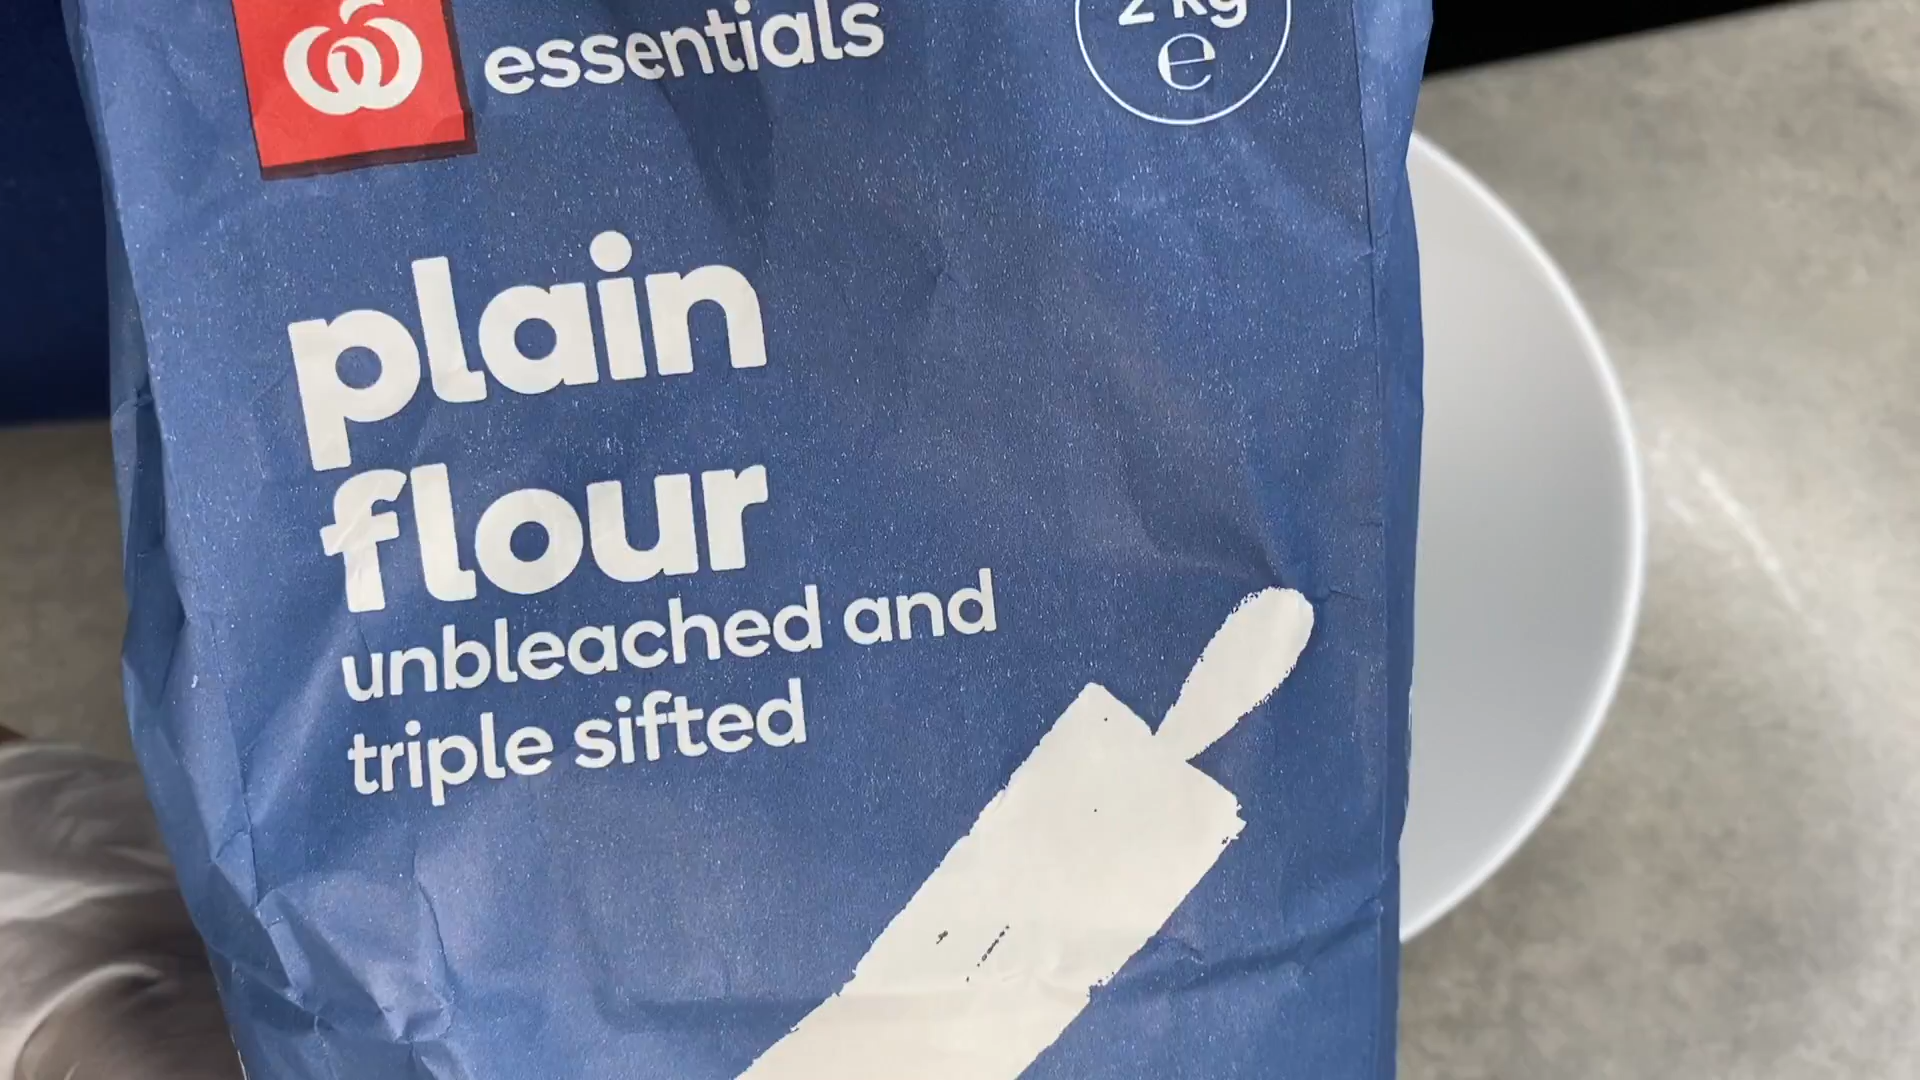 essentials
2 kg
e
plain
flour
unbleached and
triple sifted